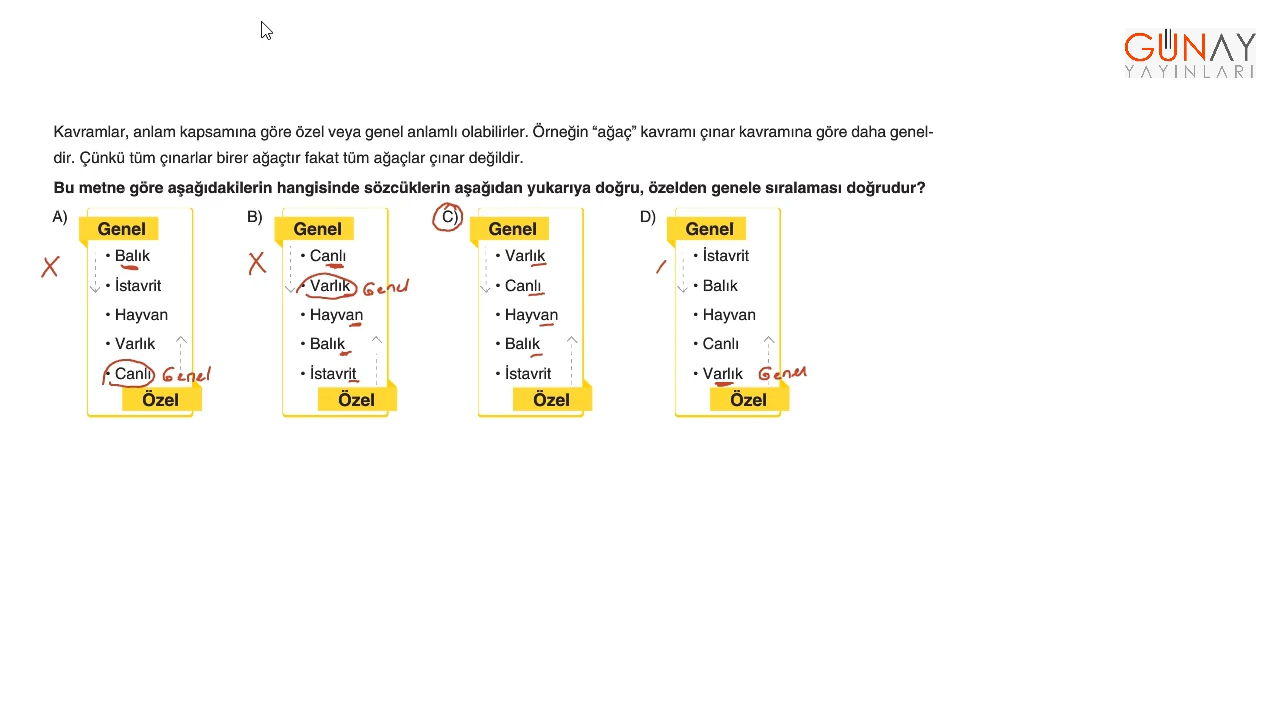 GÜNAY
YAYINLARI
Kavramlar, anlam kapsamına göre özel veya genel anlamlı olabilirler. Örneğin “ağaç” kavramı çınar kavramına göre daha genel-
dir. Çünkü tüm çınarlar birer ağaçtır fakat tüm ağaçlar çınar değildir.
Bu metne göre aşağıdakilerin hangisinde sözcüklerin aşağıdan yukarıya doğru, özelden genele sıralaması doğrudur?
A)
Genel
• Balık
• İstavrit
• Hayvan
• Varlık
• Canlı Genel
Özel
B)
Genel
• Canlı
• Varlık Genel
• Hayvan
• Balık
• İstavrit
Özel
C)
Genel
• Varlık
• Canlı
• Hayvan
• Balık
• İstavrit
Özel
D)
Genel
• İstavrit
• Balık
• Hayvan
• Canlı
• Varlık Genel
Özel